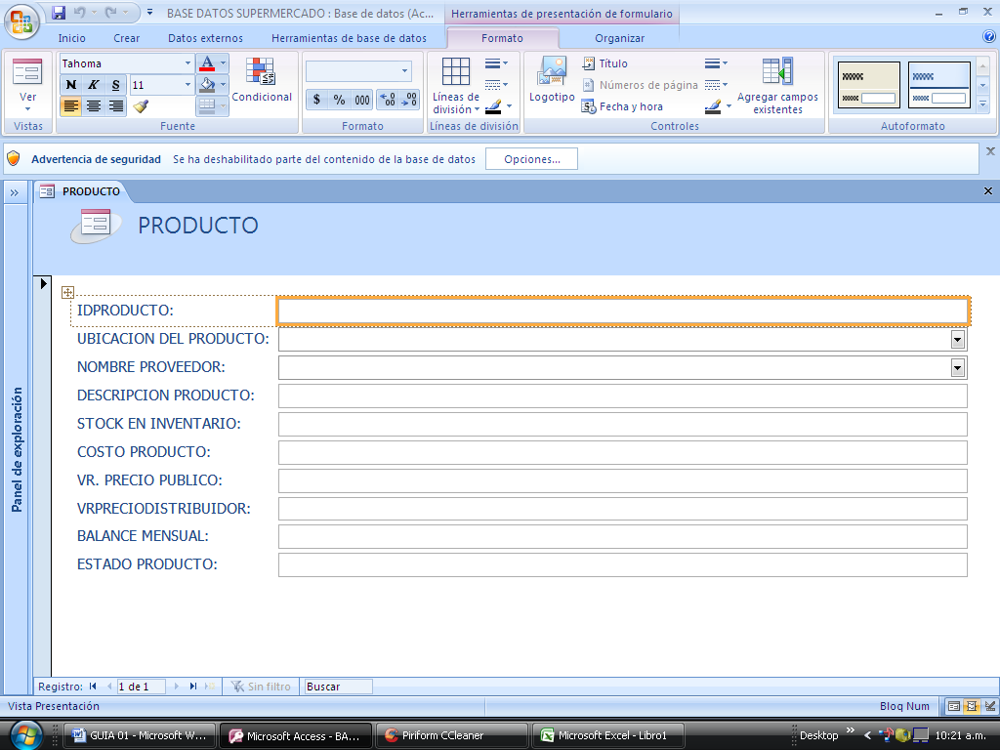 BASE DATOS SUPERMERCADO : Base de datos (Ac... Herramientas de presentación de formulario
Inicio Crear Datos externos Herramientas de base de datos Formato Organizar
Ver
Vistas
Tahoma
N K S 11
Fuente
Condicional
$ % 000
Formato
Líneas de división
Líneas de división
Logotipo
Título
Números de página
Fecha y hora
Agregar campos existentes
Controles
Autoformato
Advertencia de seguridad Se ha deshabilitado parte del contenido de la base de datos Opciones...
PRODUCTO
PRODUCTO
Panel de exploración
IDPRODUCTO:
UBICACION DEL PRODUCTO:
NOMBRE PROVEEDOR:
DESCRIPCION PRODUCTO:
STOCK EN INVENTARIO:
COSTO PRODUCTO:
VR. PRECIO PUBLICO:
VRPRECIODISTRIBUIDOR:
BALANCE MENSUAL:
ESTADO PRODUCTO:
Registro: 1 de 1 Sin filtro Buscar
Vista Presentación Bloq Num
GUIA 01 - Microsoft W... Microsoft Access - BA... Piriform CCleaner Microsoft Excel - Libro1 Desktop 10:21 a.m.